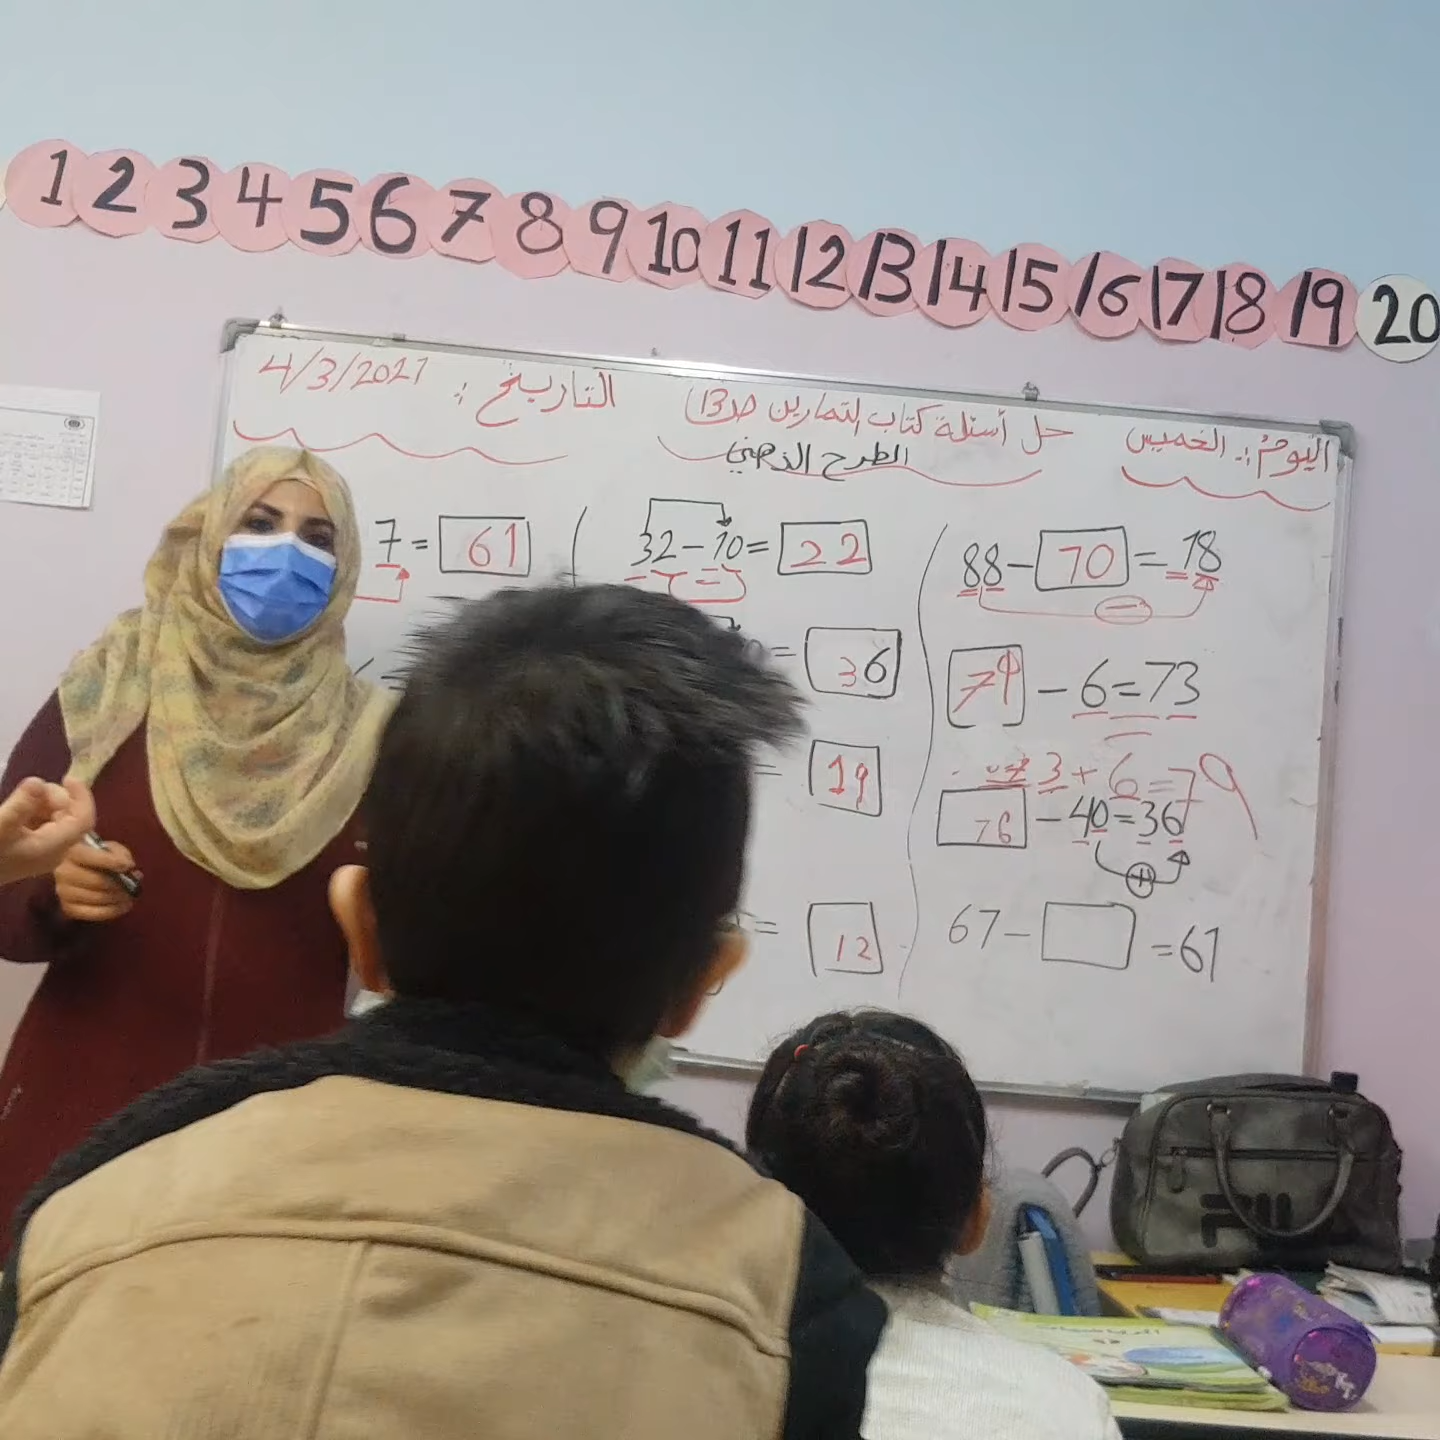 1 2 3 4 5 6 7 8 9 10 11 12 13 14 15 16 17 18 19 20
اليوم :. الخميس
حل أسئلة كتاب التمارين ص13
التاريخ :. 4/3/2021
الطرح الذهني
88 - 70 = 18
79 - 6 = 73
3 + 6 = 79
76 - 40 = 36
+
67 - = 61
32 - 10 = 22
= 36
= 19
= 12
7 = 61
FILA